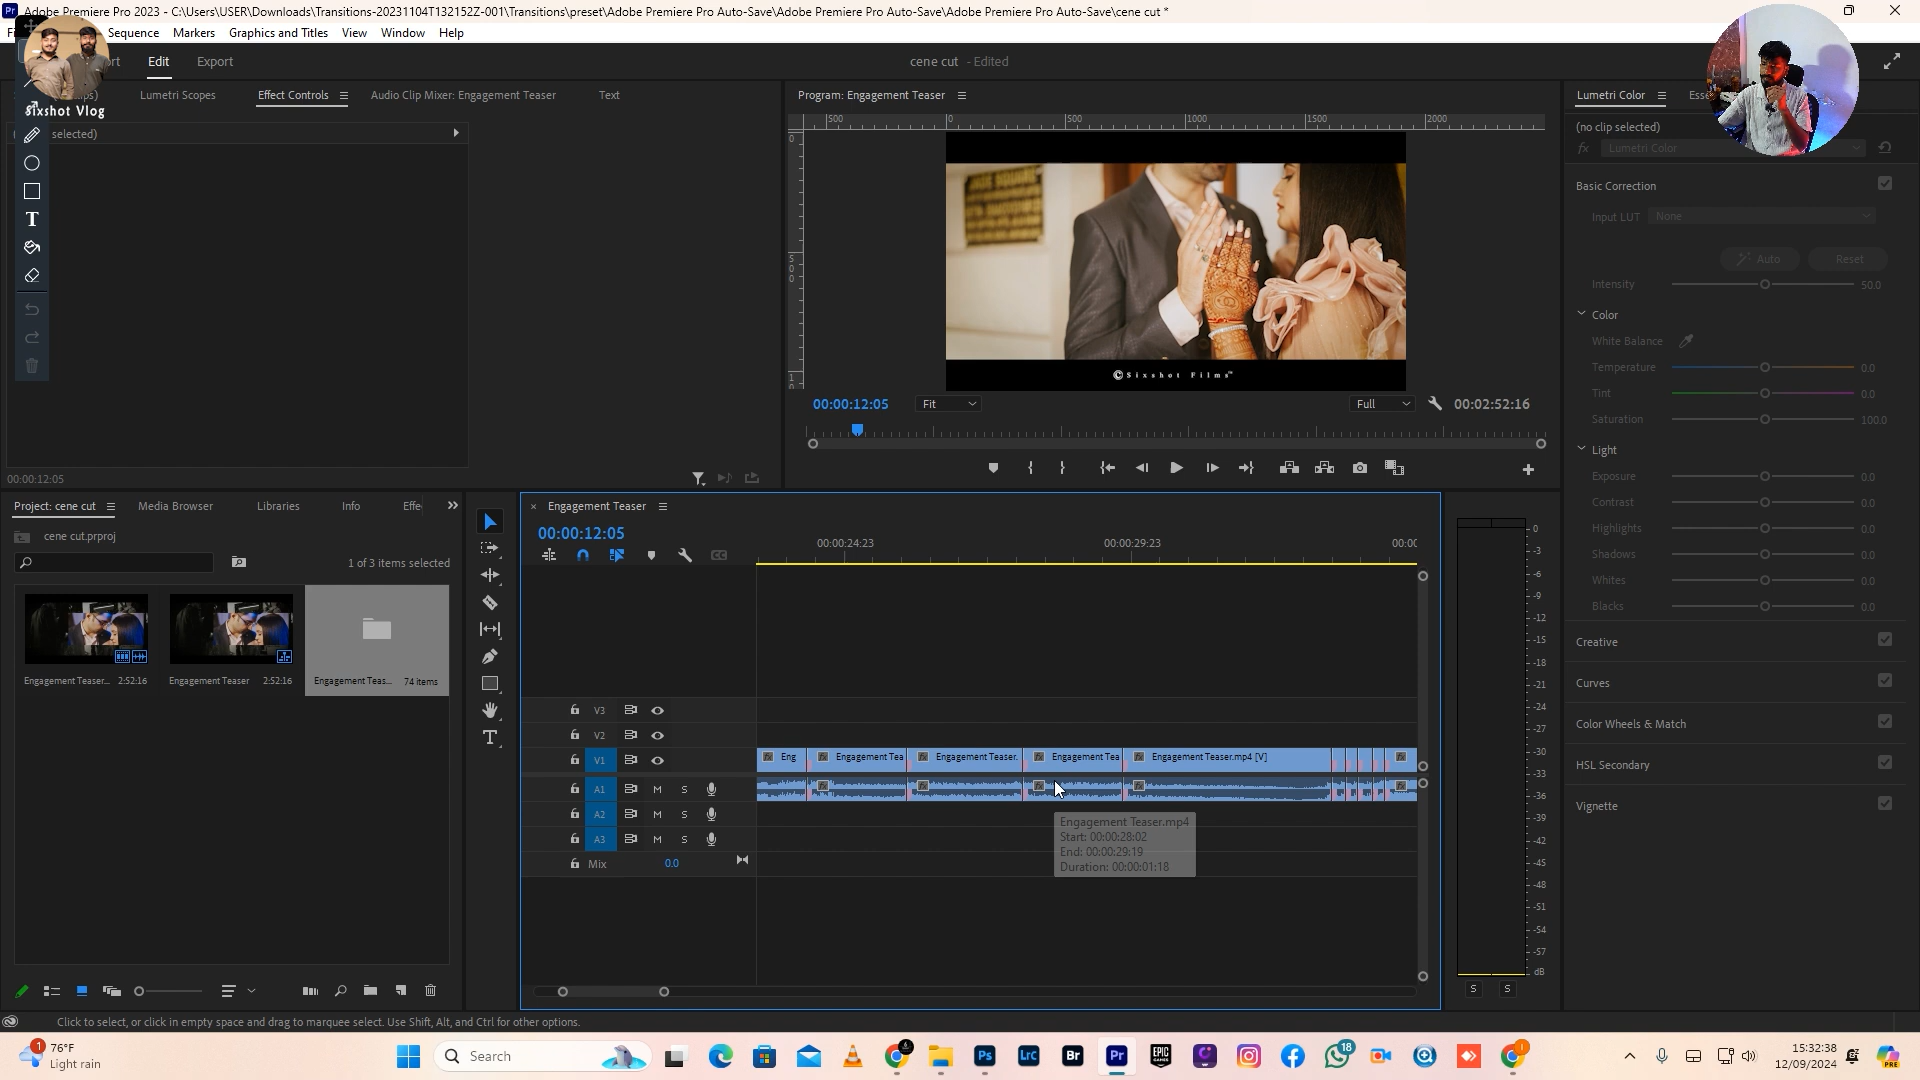 Adobe Premiere Pro 2023 - C:\Users\USER\Downloads\Transitions-20231104T132152Z-001\Transitions\preset\Adobe Premiere Pro Auto-Save\Adobe Premiere Pro Auto-Save\Adobe Premiere Pro Auto-Save\cene cut *
Sequence Markers Graphics and Titles View Window Help
Edit Export
cene cut - Edited
Sixshot Vlog
Lumetri Scopes Effect Controls Audio Clip Mixer: Engagement Teaser Text
selected)
00:00:12:05
Program: Engagement Teaser
500 0 500 1000 1500 2000
©Sixshot Films™
00:00:12:05 Fit Full 00:02:52:16
Lumetri Color
(no clip selected)
fx Lumetri Color
Basic Correction
Input LUT None
Auto Reset
Intensity 50.0
Color
White Balance
Temperature 0.0
Tint 0.0
Saturation 100.0
Light
Exposure 0.0
Contrast 0.0
Highlights 0.0
Shadows 0.0
Whites 0.0
Blacks 0.0
Creative
Curves
Color Wheels & Match
HSL Secondary
Vignette
Project: cene cut Media Browser Libraries Info Effe
cene cut.prproj
1 of 3 items selected
Engagement Teaser... 2:52:16
Engagement Teaser 2:52:16
Engagement Teas... 74 items
× Engagement Teaser
00:00:12:05
00:00:24:23 00:00:29:23 00:00
V3
V2
V1
Eng Engagement Tea Engagement Teaser. Engagement Tea Engagement Teaser.mp4 [V]
A1 M S
A2 M S
A3 M S
Mix 0.0
Engagement Teaser.mp4
Start: 00:00:28:02
End: 00:00:29:19
Duration: 00:00:01:18
0
-3
-6
-9
-12
-15
-18
-21
-24
-27
-30
-33
-36
-39
-42
-45
-48
-51
-54
-57
dB
S S
Click to select, or click in empty space and drag to marquee select. Use Shift, Alt, and Ctrl for other options.
76°F
Light rain
Search
15:32:38
12/09/2024